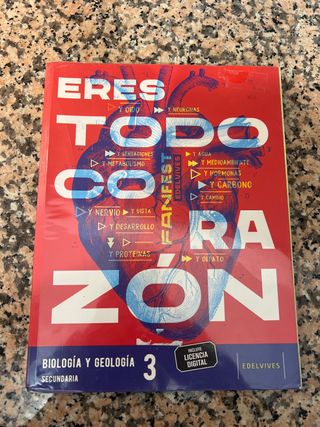 ERES
Y OÍDO Y NEURONAS
TODO
Y SENSACIONES Y AGUA
Y METABOLISMO Y MEDIOAMBIENTE
Y HORMONAS
CO Y CARBONO
Y CAMBIO
FANFEST
EDELVIVES
Y NERVIO Y VISTA
RA
Y DESARROLLO
Y PROTEÍNAS Y OLFATO
ZÓN
BIOLOGÍA Y GEOLOGÍA 3
SECUNDARIA
INCLUYE
LICENCIA
DIGITAL
EDELVIVES